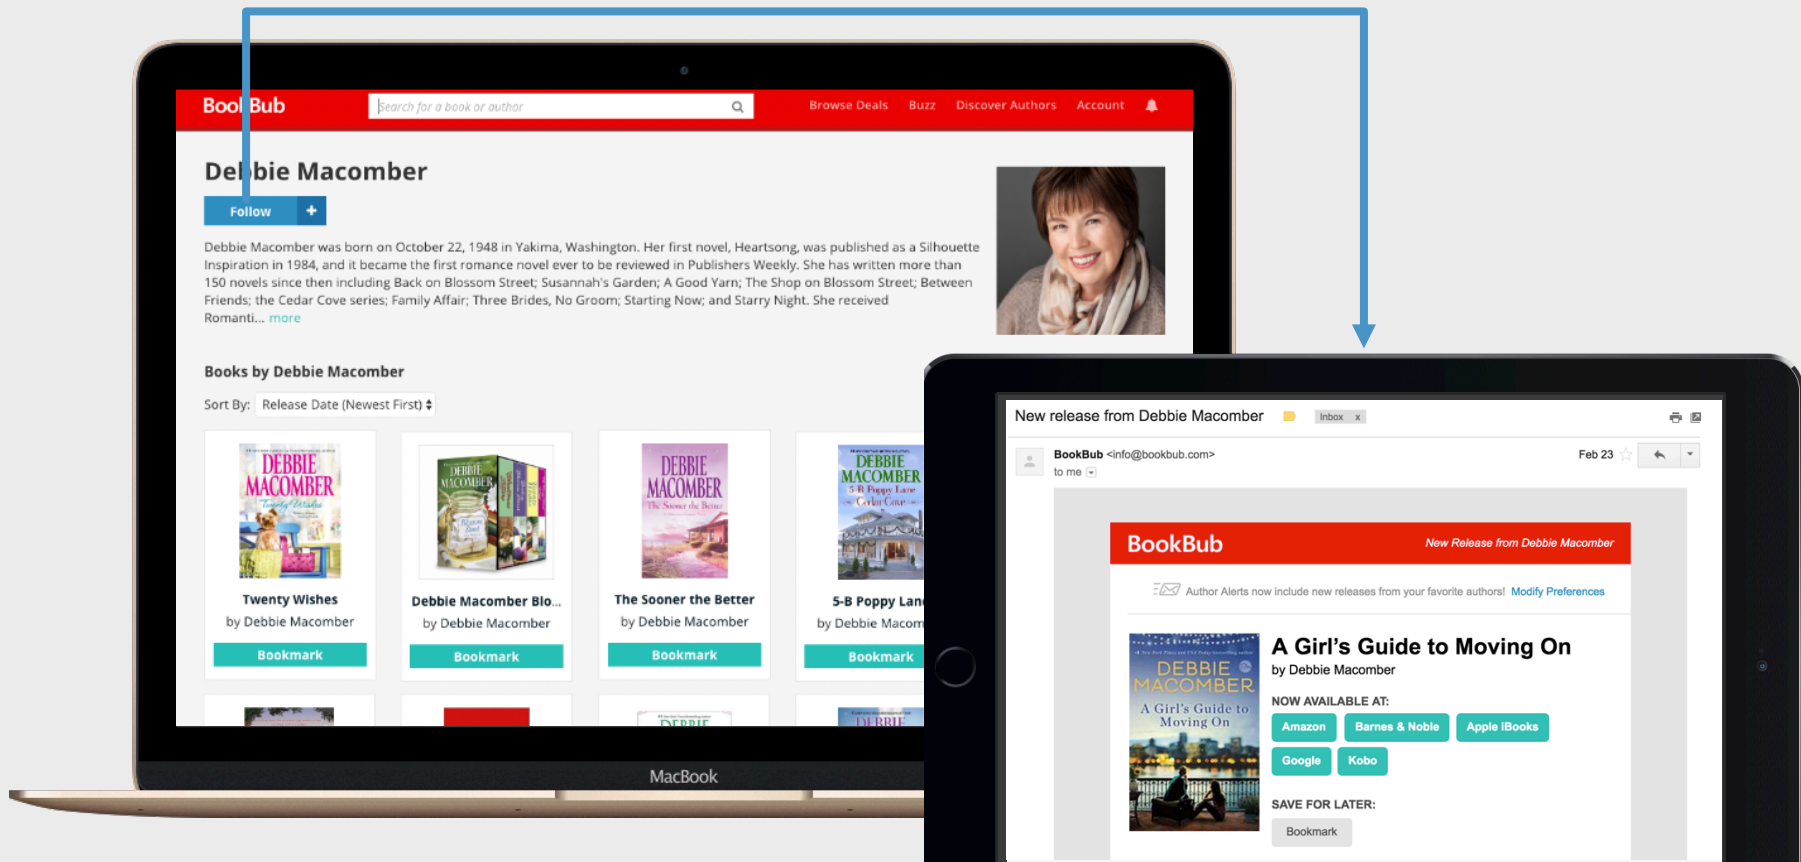 BookBub
Search for a book or author
Browse Deals Buzz Discover Authors Account
Debbie Macomber
Follow +
Debbie Macomber was born on October 22, 1948 in Yakima, Washington. Her first novel, Heartsong, was published as a Silhouette
Inspiration in 1984, and it became the first romance novel ever to be reviewed in Publishers Weekly. She has written more than
150 novels since then including Back on Blossom Street; Susannah's Garden; A Good Yarn; The Shop on Blossom Street; Between
Friends; the Cedar Cove series; Family Affair; Three Brides, No Groom; Starting Now; and Starry Night. She received
Romanti... more
Books by Debbie Macomber
Sort By: Release Date (Newest First)
DEBBIE
MACOMBER
Twenty Wishes
Twenty Wishes
by Debbie Macomber
Bookmark
DEBBIE
MACOMBER
Debbie Macomber Blo...
by Debbie Macomber
Bookmark
DEBBIE
MACOMBER
The Sooner the Better
The Sooner the Better
by Debbie Macomber
Bookmark
DEBBIE
MACOMBER
5-B Poppy Lane
Cedar Cove
5-B Poppy Lan
by Debbie Macom
Bookmark
DEBBIE
DEBBIE
MacBook
New release from Debbie Macomber Inbox x
BookBub <info@bookbub.com> Feb 23
to me
BookBub New Release from Debbie Macomber
Author Alerts now include new releases from your favorite authors! Modify Preferences
DEBBIE
MACOMBER
A Girl's Guide to
Moving On
A Girl's Guide to Moving On
by Debbie Macomber
NOW AVAILABLE AT:
Amazon Barnes & Noble Apple iBooks
Google Kobo
SAVE FOR LATER:
Bookmark